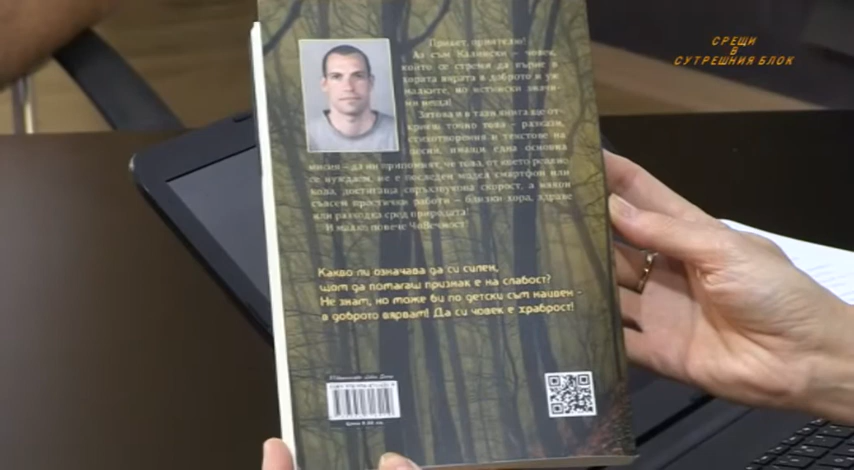 СРЕЩИ
В
СУТРЕШНИЯ БЛОК
Привет, приятели!
Аз съм Калински – човек,
който се стреми да върне в
хората вярата в доброто и уж
малките, но истински значи-
ми неща!
Затова и в тази книга ще от-
криеш точно това – разкази,
стихотворения и текстове на
песни, имащи една основна
мисия – да ни припомнят, че това, от което реално
се нуждаем, не е последен модел смартфон или
кола, достигаща свръхзвукова скорост, а някои
съвсем простички работи – близки хора, здраве
или разходка сред природата!
И малко повече ЧоВечност!
Какво ли означава да си силен,
щом да помагаш признак е на слабост?
Не знам, но може би по детски съм наивен -
в доброто вярвам! Да си човек е храброст!